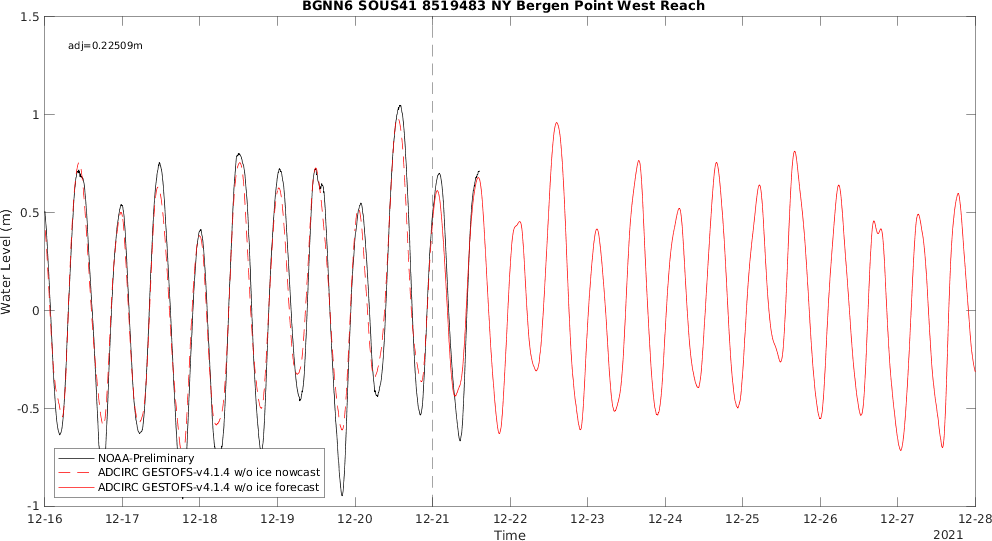 BGNN6 SOUS41 8519483 NY Bergen Point West Reach
1.5
adj=0.22509m
1
0.5
Water Level (m)
0
-0.5
NOAA-Preliminary
ADCIRC GESTOFS-v4.1.4 w/o ice nowcast
ADCIRC GESTOFS-v4.1.4 w/o ice forecast
-1
12-16 12-17 12-18 12-19 12-20 12-21 12-22 12-23 12-24 12-25 12-26 12-27 12-28
Time 2021